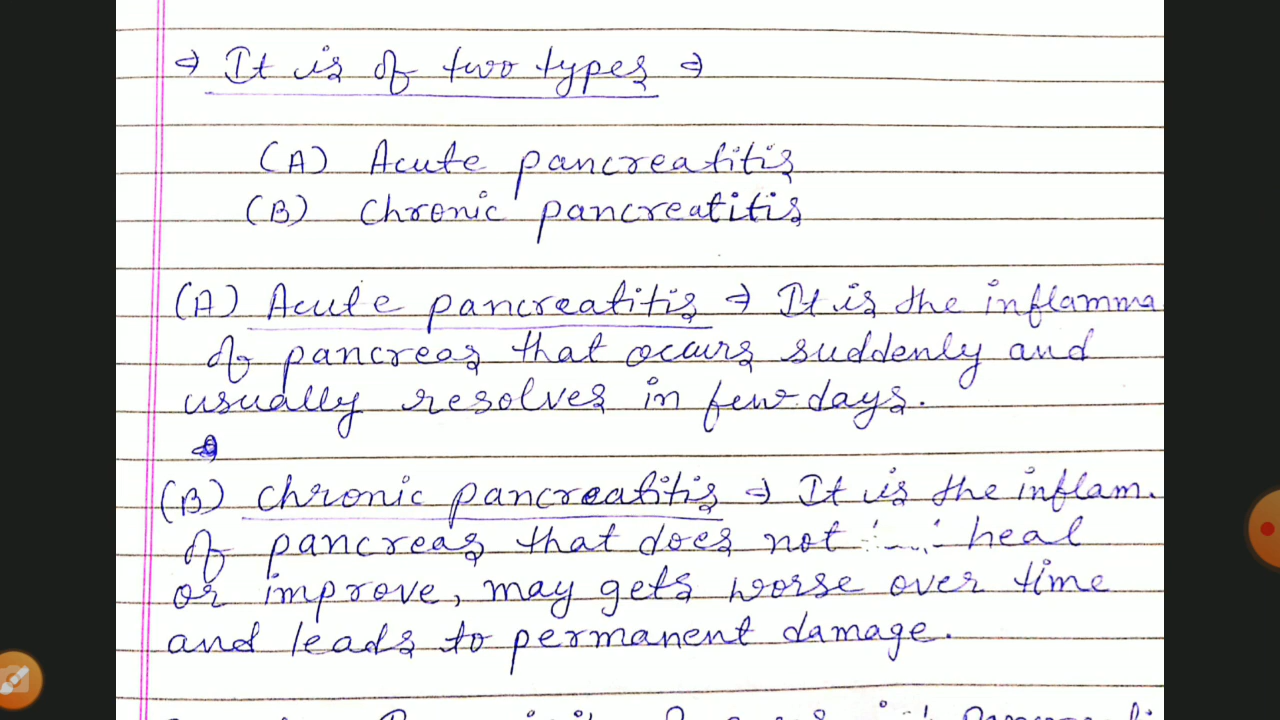 ⇒ It is of two types ⇒
(A) Acute pancreatitis
(B) Chronic pancreatitis
(A) Acute pancreatitis ⇒ It is the inflamma
of pancreas that occurs suddenly and
usually resolves in few days.
(B) Chronic pancreatitis ⇒ It is the inflam.
of pancreas that does not heal
or improve, may gets worse over time
and leads to permanent damage.